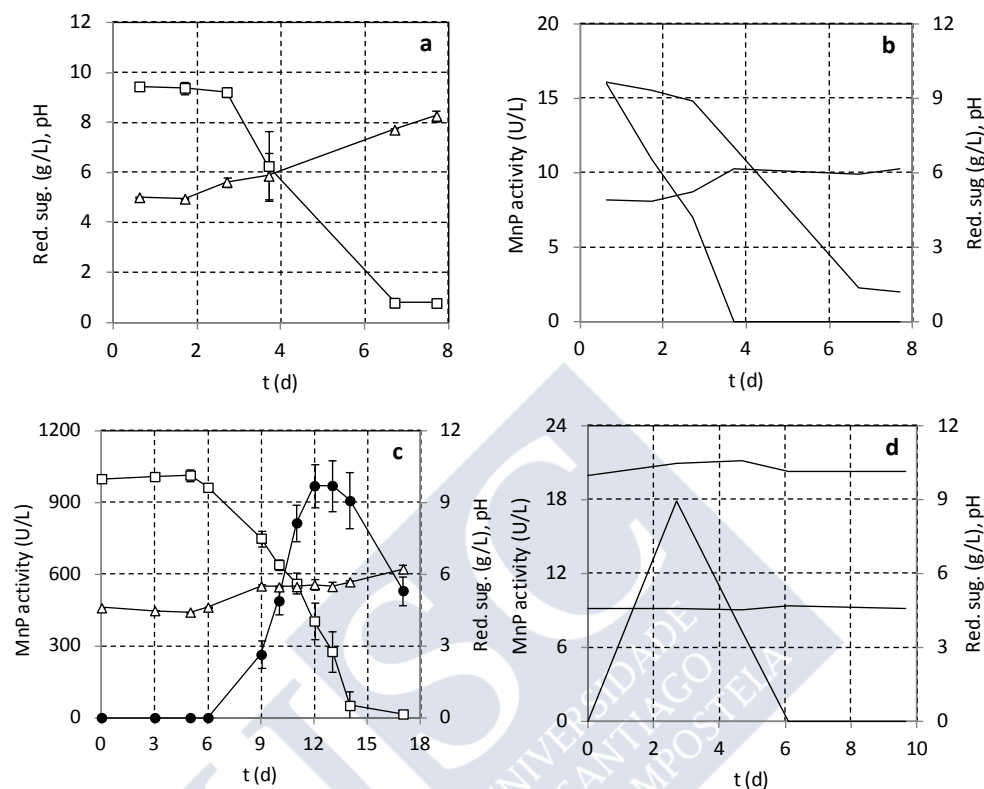 a
12
10
8
6
4
2
0
Red. sug. (g/L), pH
0 2 4 6 8
t (d)
b
20
15
10
5
0
MnP activity (U/L)
12
9
6
3
0
Red. sug (g/L), pH
0 2 4 6 8
t (d)
c
1200
900
600
300
0
MnP activity (U/L)
12
9
6
3
0
Red. sug. (g/L), pH
0 3 6 9 12 15 18
t (d)
d
24
18
12
6
0
MnP activity (U/L)
12
9
6
3
0
Red. sug. (g/L), pH
0 2 4 6 8 10
t (d)
USC
UNIVERSIDADE
SANTIAGO